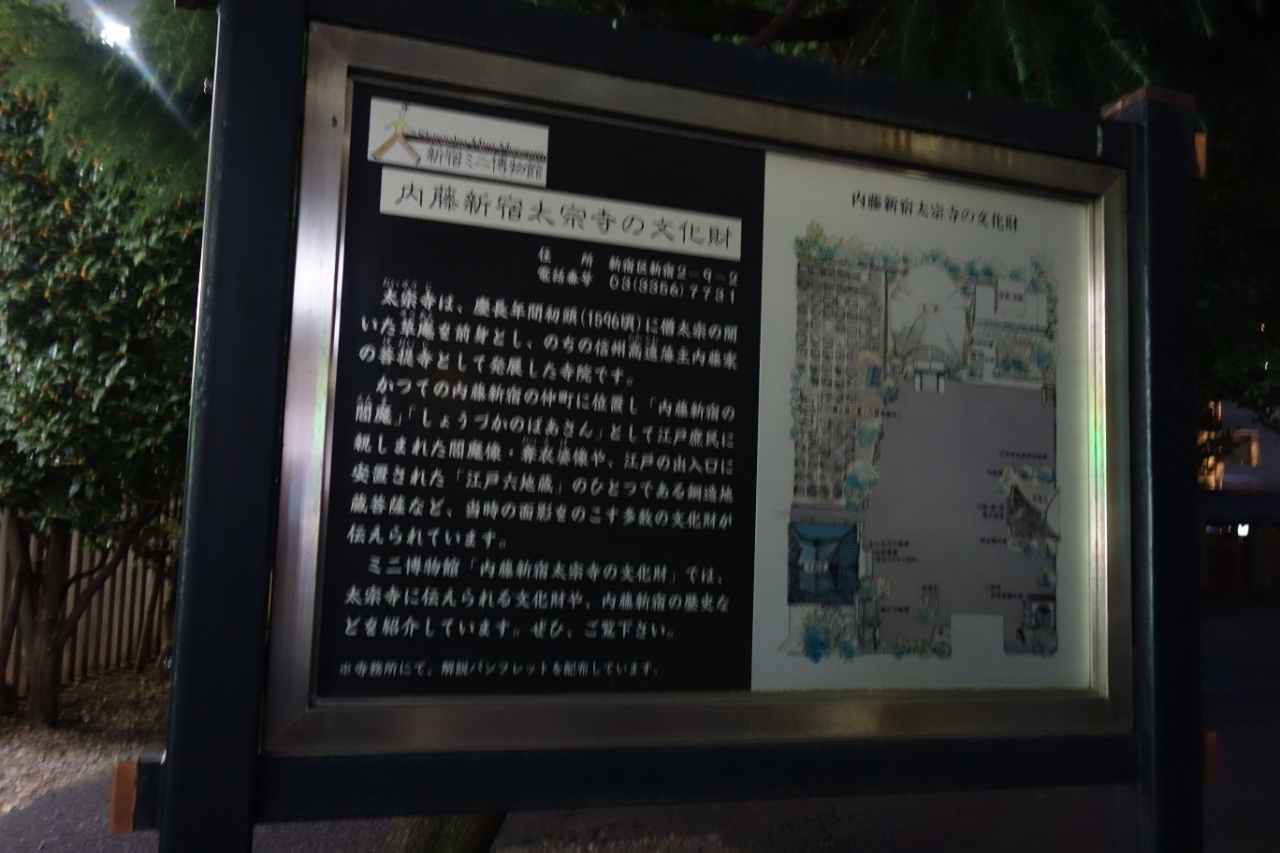 Shinjuku Mini Museum
新宿ミニ博物館
内藤新宿太宗寺の文化財
住　所　新宿区新宿2-9-2
電話番号　03(3356)7731
太宗寺は、慶長年間初頭(1596頃)に僧太宗の開
いた草庵を前身とし、のちの信州高遠藩主内藤家
の菩提寺として発展した寺院です。
かつての内藤新宿の仲町に位置し「内藤新宿の
閻魔」「しょうづかのばあさん」として江戸庶民に
親しまれた閻魔像・奪衣婆像や、江戸の出入口に
安置された「江戸六地蔵」のひとつである銅造地
蔵菩薩など、当時の面影をのこす多数の文化財が
伝えられています。
ミニ博物館「内藤新宿太宗寺の文化財」では、
太宗寺に伝えられる文化財や、内藤新宿の歴史な
どを紹介しています。ぜひ、ご覧下さい。
※寺務所にて、解説パンフレットを配布しています。
内藤新宿太宗寺の文化財